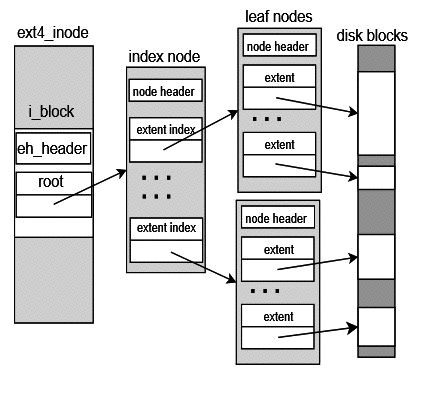 ext4_inode
i_block
eh_header
root
index node
node header
extent index
...
...
extent index
leaf nodes
node header
extent
...
extent
node header
extent
...
extent
disk blocks